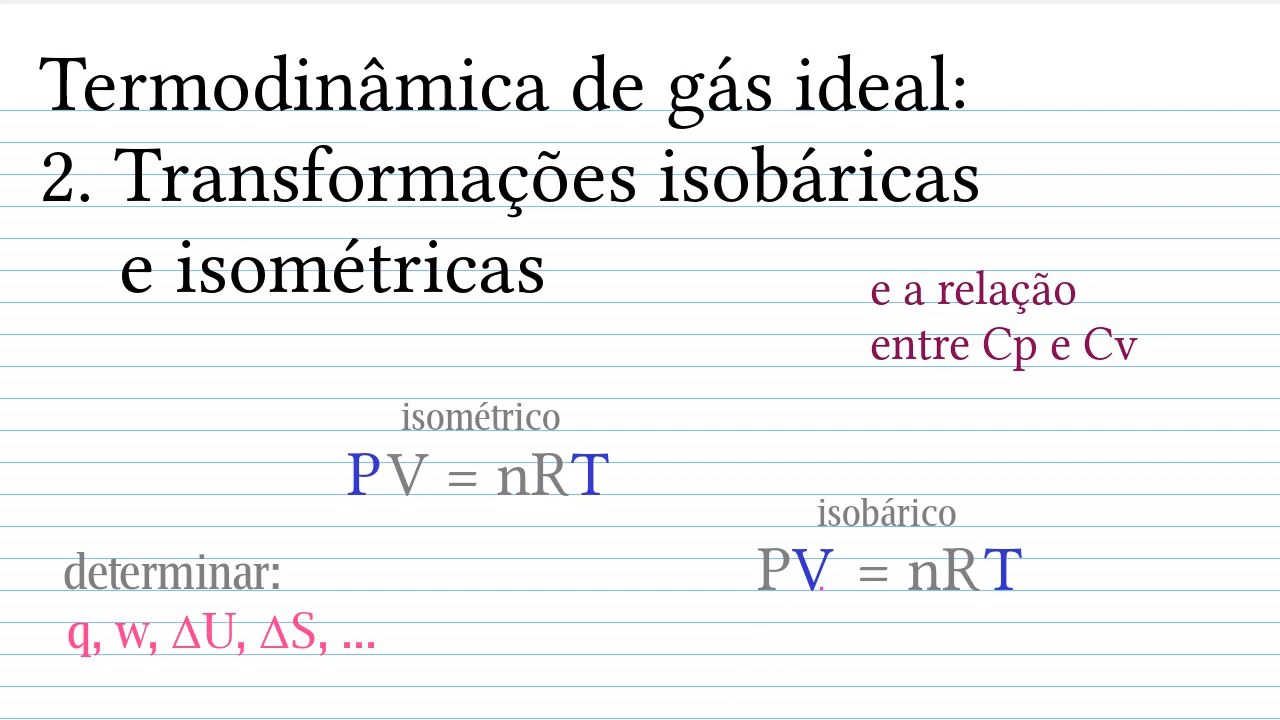 Termodinâmica de gás ideal:
2. Transformações isobáricas
e isométricas
e a relação
entre Cp e Cv
isométrico
PV = nRT
isobárico
PV = nRT
determinar:
q, w, ΔU, ΔS, ...